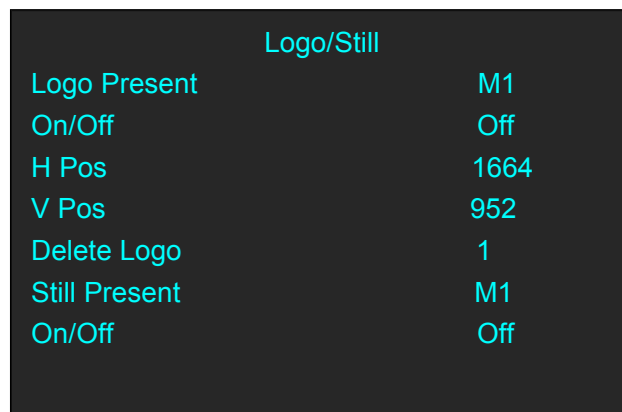 Logo/Still
Logo Present M1
On/Off Off
H Pos 1664
V Pos 952
Delete Logo 1
Still Present M1
On/Off Off